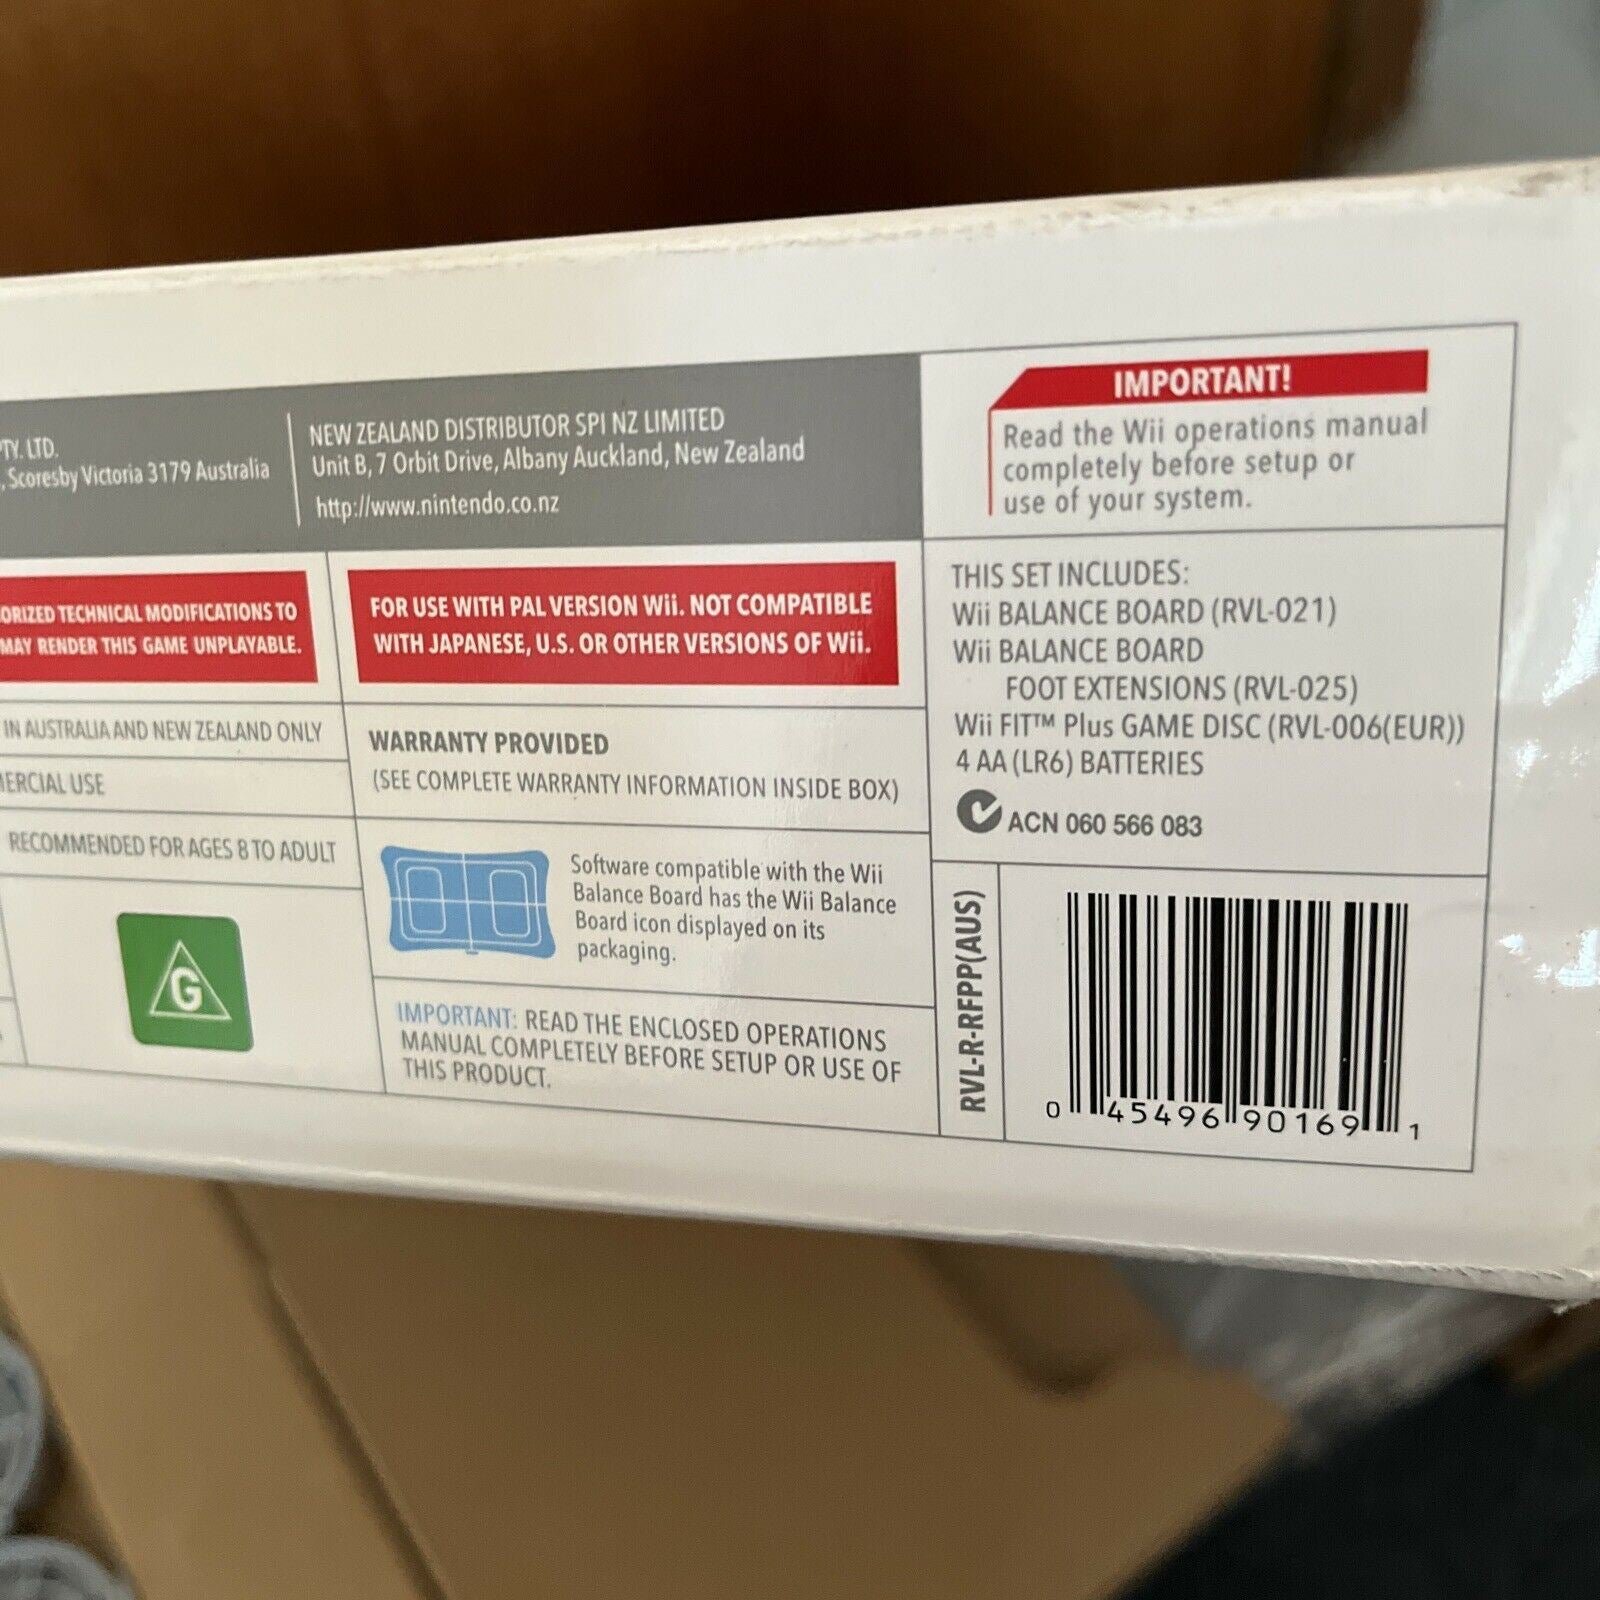 TY. LTD.
, Scoresby Victoria 3179 Australia
NEW ZEALAND DISTRIBUTOR SPI NZ LIMITED
Unit B, 7 Orbit Drive, Albany Auckland, New Zealand
http://www.nintendo.co.nz
IMPORTANT!
Read the Wii operations manual
completely before setup or
use of your system.
ORIZED TECHNICAL MODIFICATIONS TO
MAY RENDER THIS GAME UNPLAYABLE.
FOR USE WITH PAL VERSION Wii. NOT COMPATIBLE
WITH JAPANESE, U.S. OR OTHER VERSIONS OF Wii.
IN AUSTRALIA AND NEW ZEALAND ONLY
MERCIAL USE
RECOMMENDED FOR AGES 8 TO ADULT
G
WARRANTY PROVIDED
(SEE COMPLETE WARRANTY INFORMATION INSIDE BOX)
Software compatible with the Wii
Balance Board has the Wii Balance
Board icon displayed on its
packaging.
IMPORTANT: READ THE ENCLOSED OPERATIONS
MANUAL COMPLETELY BEFORE SETUP OR USE OF
THIS PRODUCT.
THIS SET INCLUDES:
Wii BALANCE BOARD (RVL-021)
Wii BALANCE BOARD
FOOT EXTENSIONS (RVL-025)
Wii FIT™ Plus GAME DISC (RVL-006(EUR))
4 AA (LR6) BATTERIES
ACN 060 566 083
RVL-R-RFPP(AUS)
0 45496 90169 1